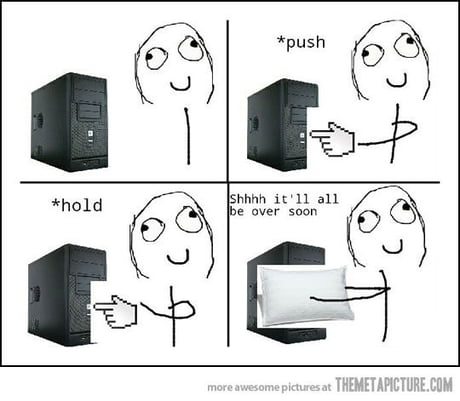 *push
*hold
Shhhh it'll all
be over soon
more awesome pictures at THEMETAPICTURE.COM